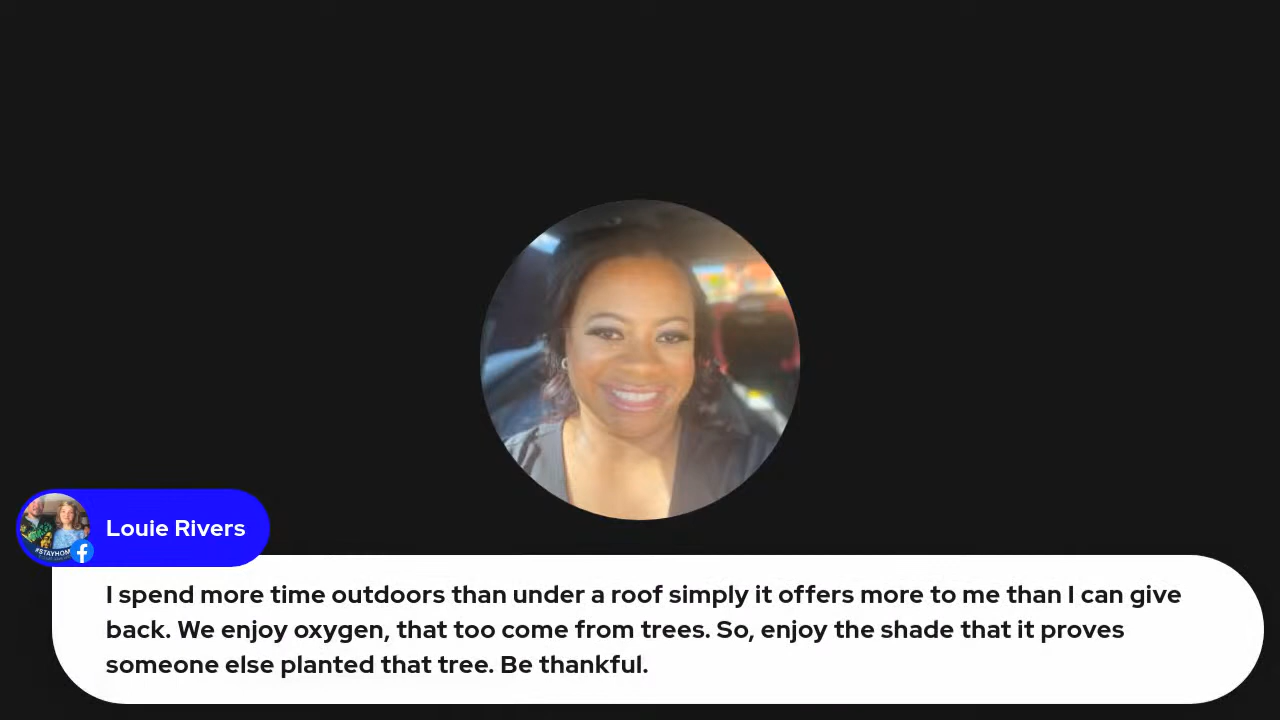 #STAYHOM
Louie Rivers
I spend more time outdoors than under a roof simply it offers more to me than I can give
back. We enjoy oxygen, that too come from trees. So, enjoy the shade that it proves
someone else planted that tree. Be thankful.